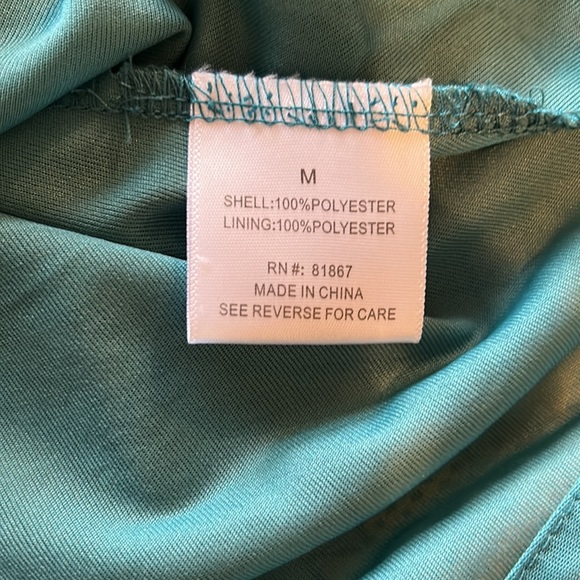 M
SHELL:100%POLYESTER
LINING:100%POLYESTER
RN #: 81867
MADE IN CHINA
SEE REVERSE FOR CARE